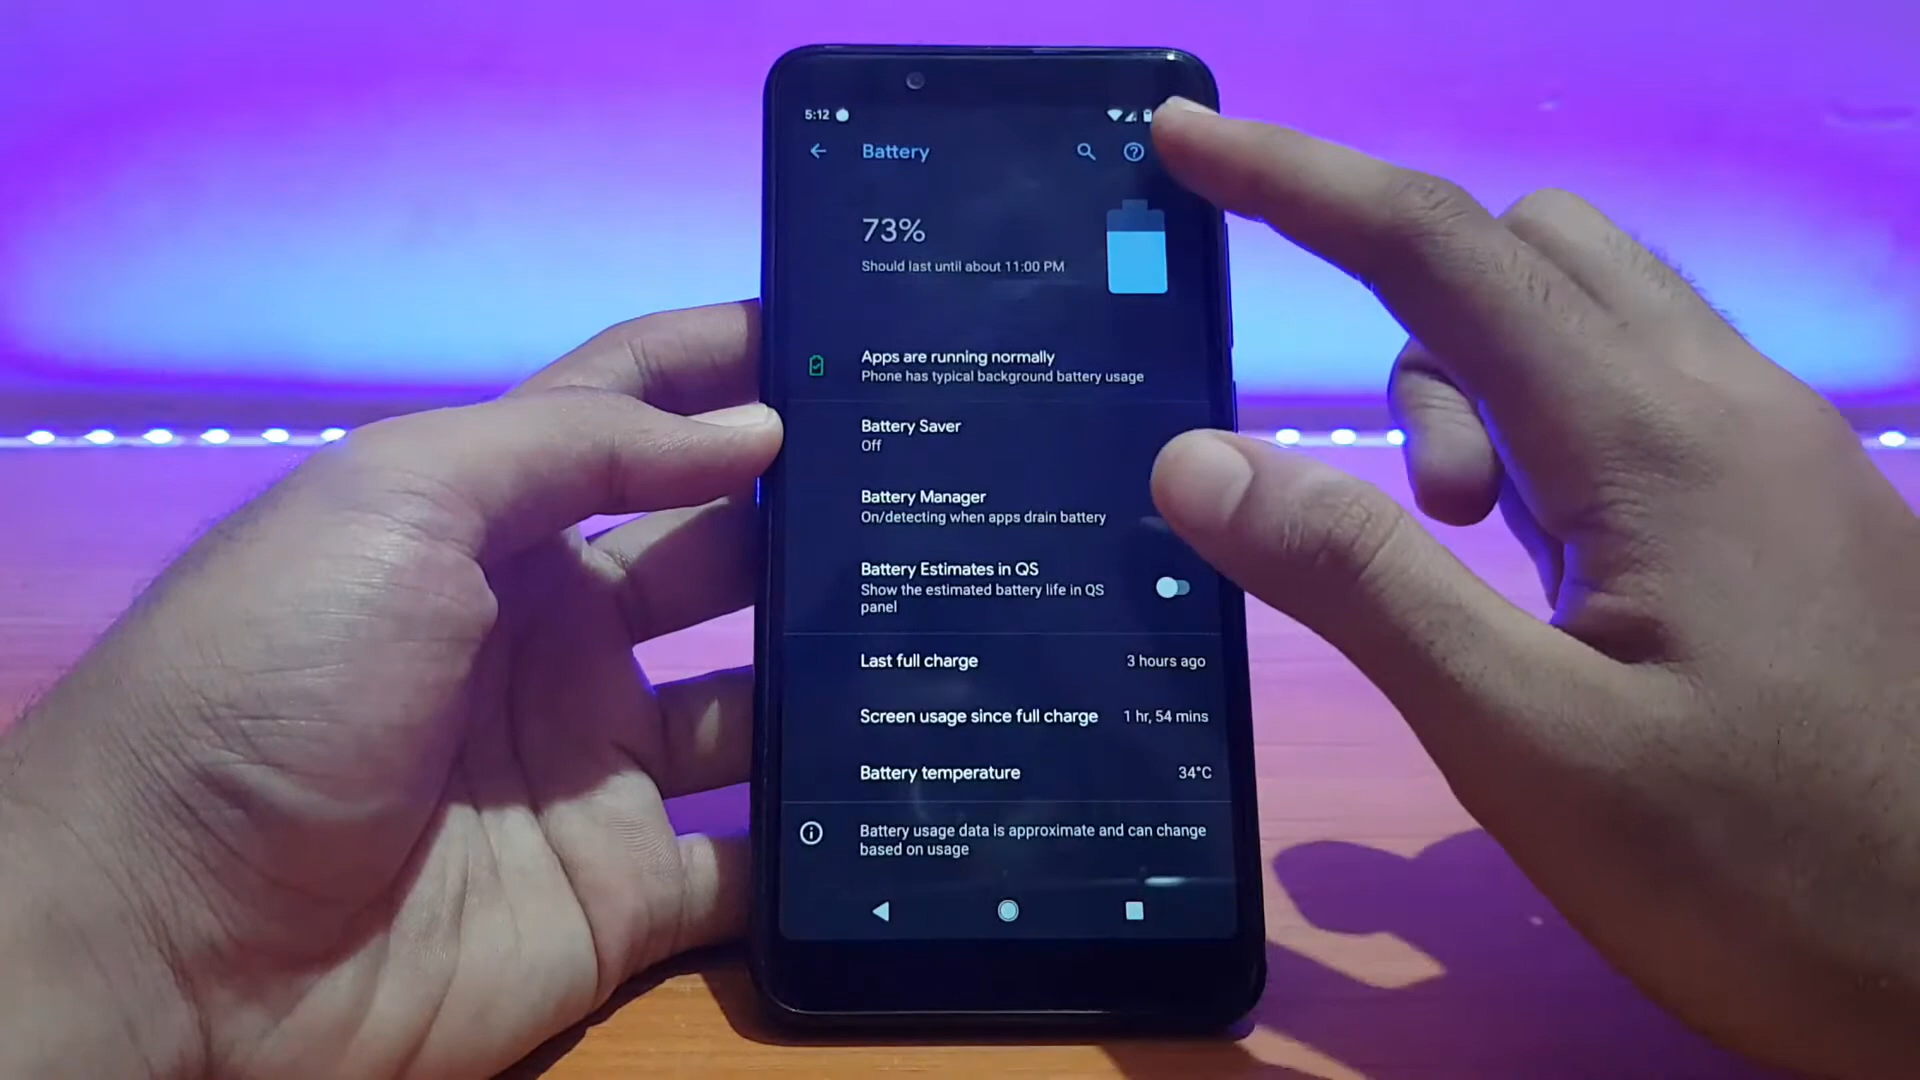 5:12
Battery
73%
Should last until about 11:00 PM
Apps are running normally
Phone has typical background battery usage
Battery Saver
Off
Battery Manager
On/detecting when apps drain battery
Battery Estimates in QS
Show the estimated battery life in QS
panel
Last full charge 3 hours ago
Screen usage since full charge 1 hr, 54 mins
Battery temperature 34°C
Battery usage data is approximate and can change
based on usage